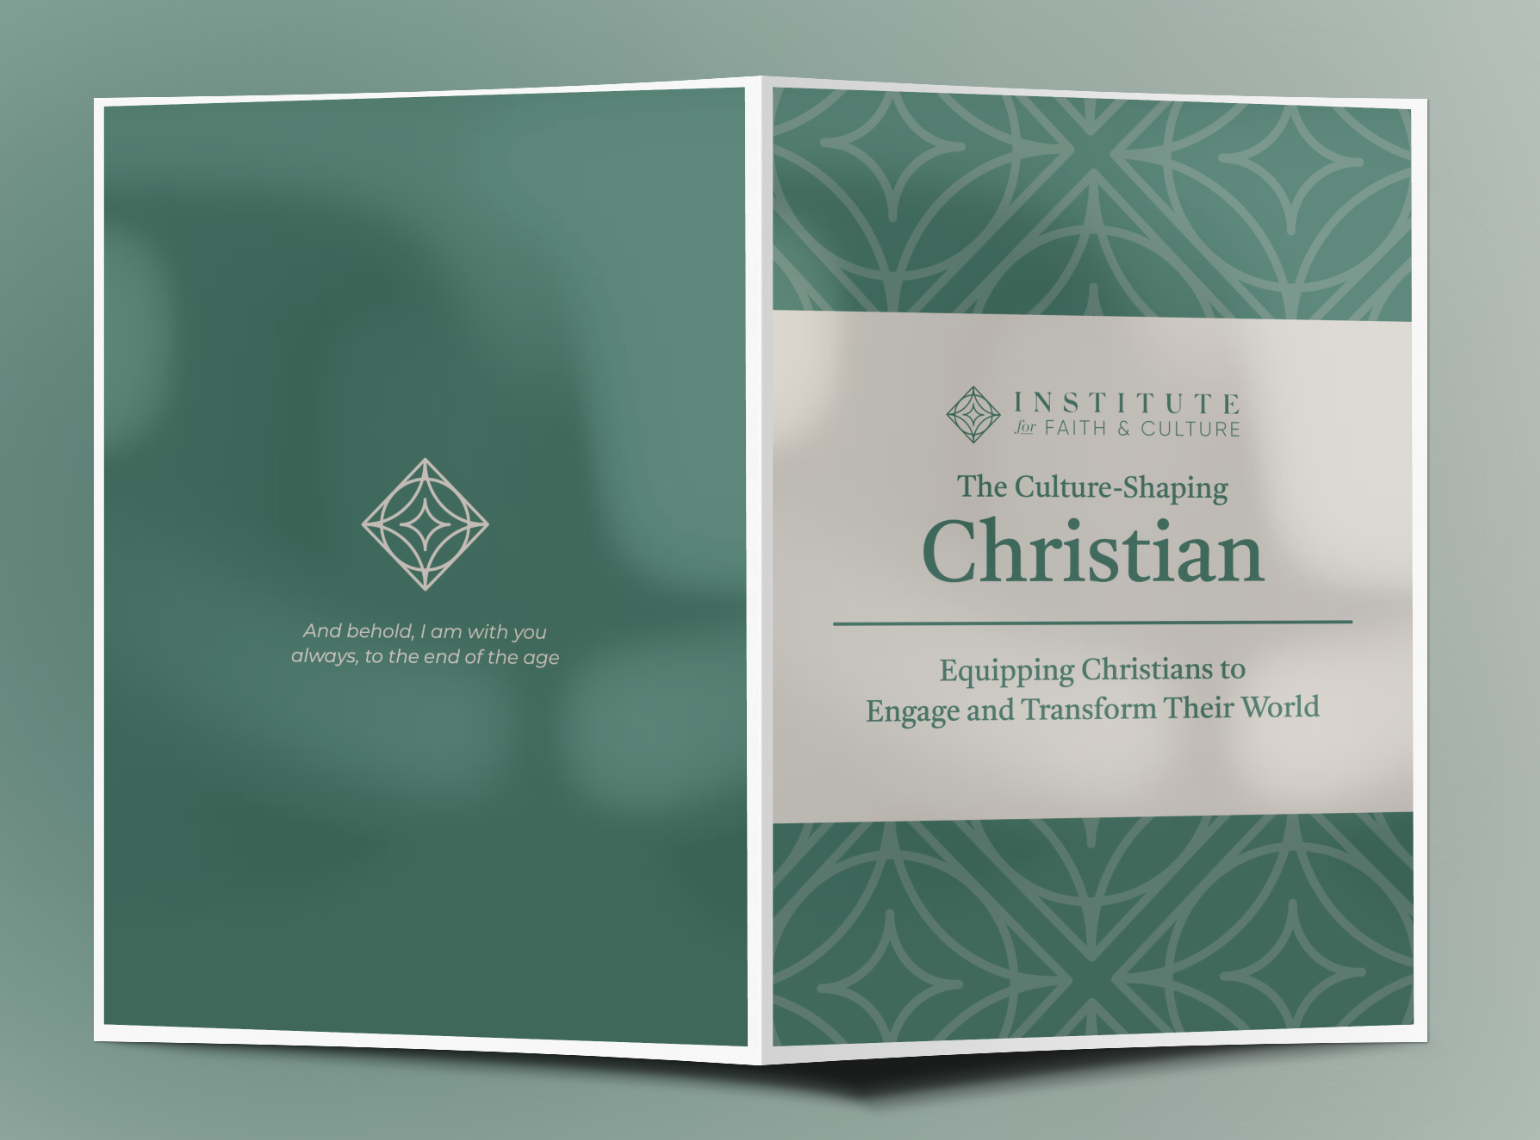 And behold, I am with you
always, to the end of the age
INSTITUTE
for FAITH & CULTURE
The Culture-Shaping
Christian
Equipping Christians to
Engage and Transform Their World